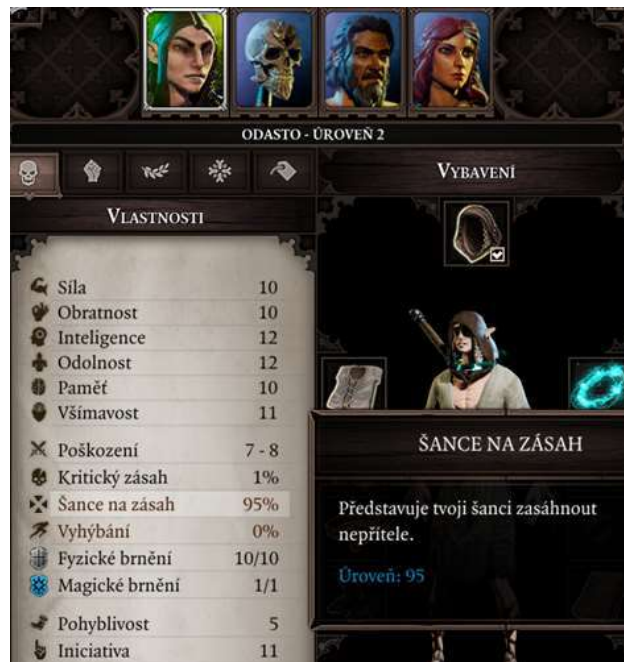 ODASTO - ÚROVEŇ 2
VLASTNOSTI
VYBAVENÍ
Síla 10
Obratnost 10
Inteligence 12
Odolnost 12
Paměť 10
Všímavost 11
Poškození 7 - 8
Kritický zásah 1%
Šance na zásah 95%
Vyhýbání 0%
Fyzické brnění 10/10
Magické brnění 1/1
Pohyblivost 5
Iniciativa 11
ŠANCE NA ZÁSAH
Představuje tvoji šanci zasáhnout
nepřítele.
Úroveň: 95